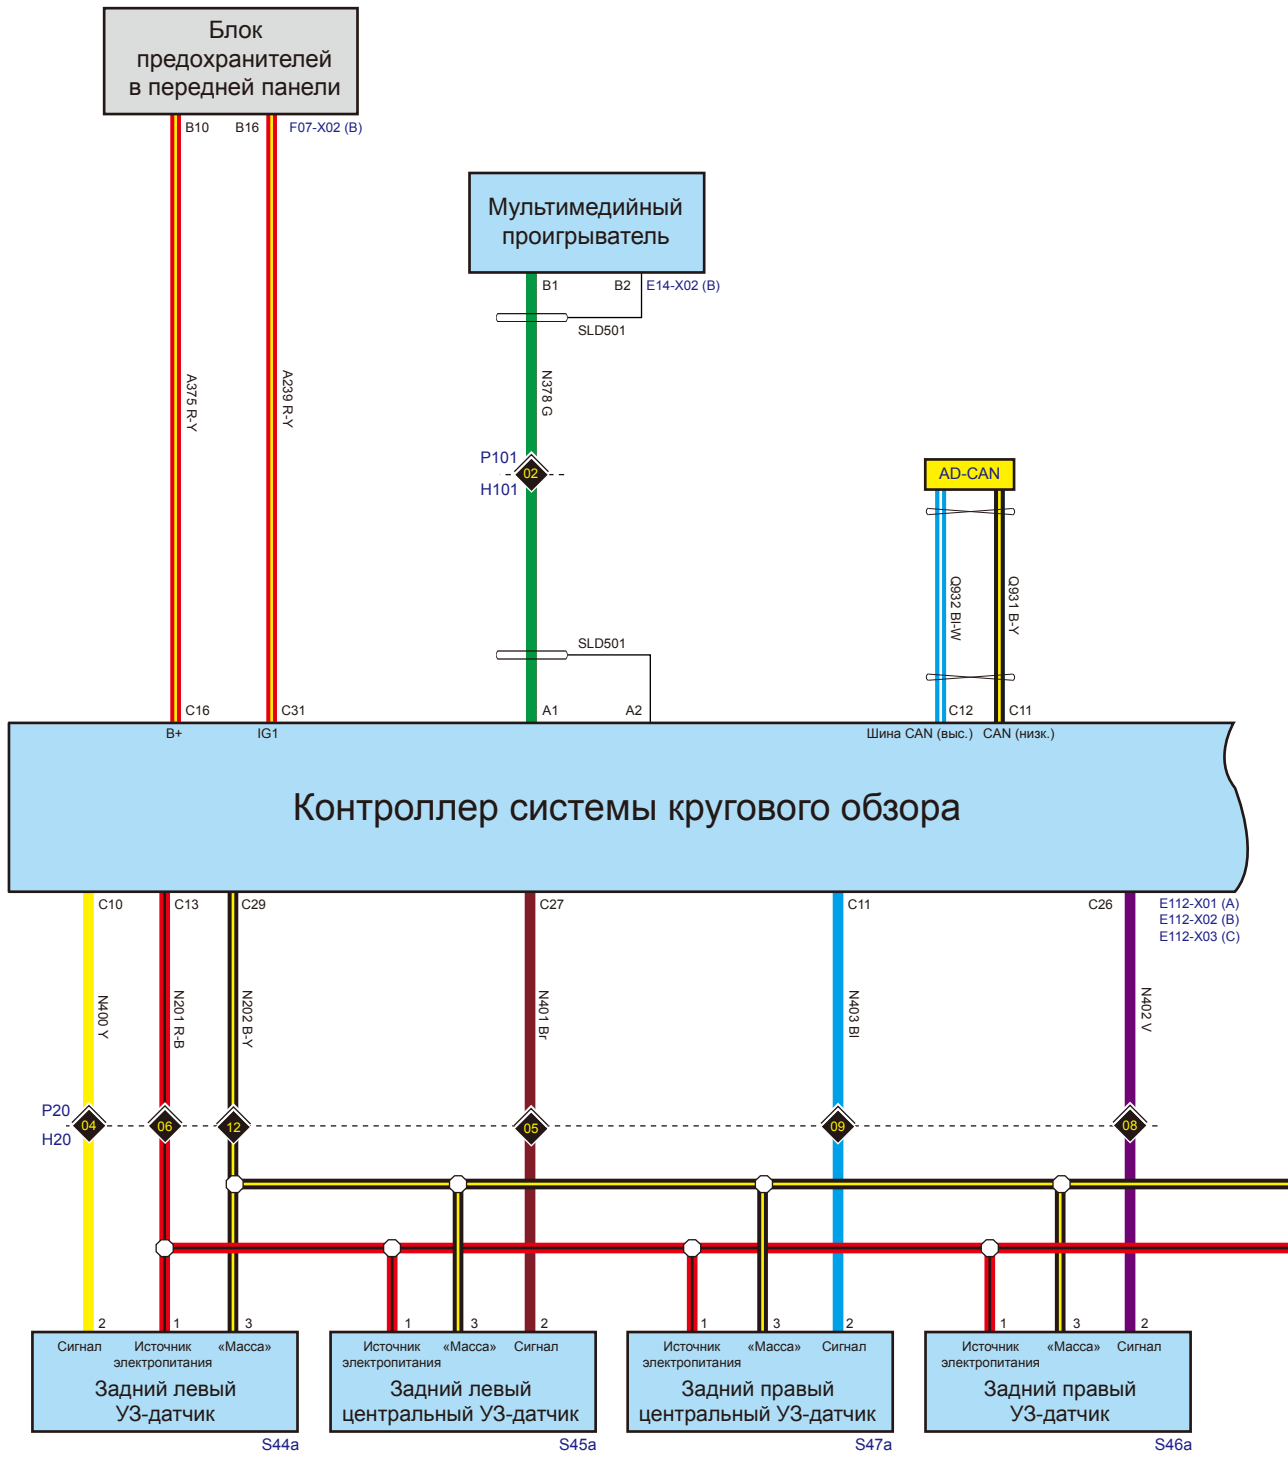 Блок
предохранителей
в передней панели
B10 B16 F07-X02 (B)
Мультимедийный
проигрыватель
B1 B2 E14-X02 (B)
SLD501
A375 R-Y
A239 R-Y
N378 G
P101
02
H101
AD-CAN
Q932 Bl-W
Q931 B-Y
SLD501
C16 C31 A1 A2 C12 C11
B+ IG1 Шина CAN (выс.) CAN (низк.)
Контроллер системы кругового обзора
C10 C13 C29 C27 C11 C26 E112-X01 (A)
E112-X02 (B)
E112-X03 (C)
N400 Y
N201 R-B
N202 B-Y
N401 Br
N403 Bl
N402 V
P20
04 06 12 05 09 08
H20
2 1 3 1 3 2 1 3 2 1 3 2
Сигнал Источник «Масса» Источник «Масса» Сигнал Источник «Масса» Сигнал Источник «Масса» Сигнал
электропитания электропитания электропитания электропитания
Задний левый Задний левый Задний правый Задний правый
УЗ-датчик центральный УЗ-датчик центральный УЗ-датчик УЗ-датчик
S44a S45a S47a S46a